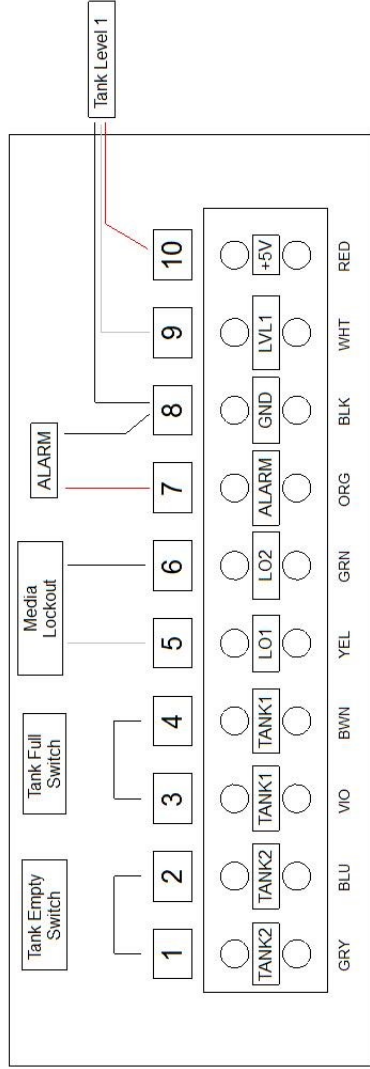 Tank Empty
Switch
Tank Full
Switch
Media
Lockout
ALARM
Tank Level 1
1
2
3
4
5
6
7
8
9
10
TANK2
TANK2
TANK1
TANK1
LO1
LO2
ALARM
GND
LVL1
+5V
GRY
BLU
VIO
BWN
YEL
GRN
ORG
BLK
WHT
RED